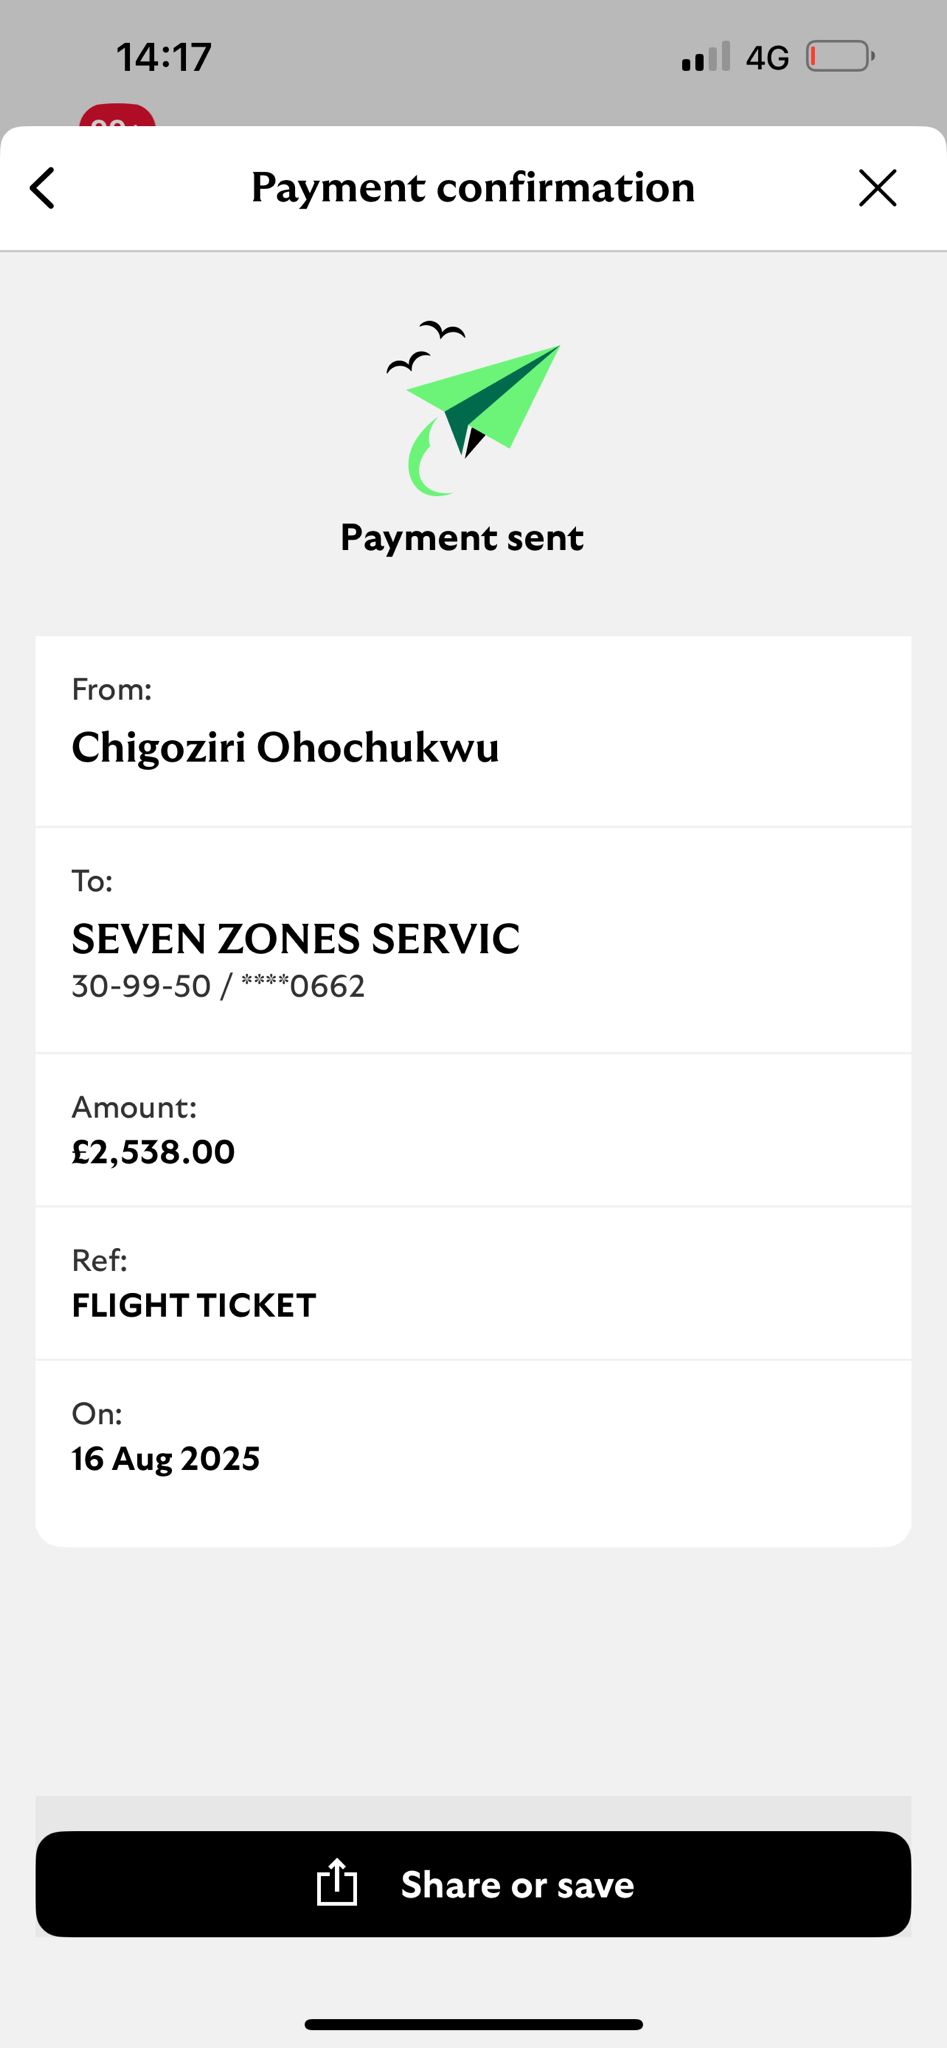 14:17
4G
Payment confirmation
Payment sent
From:
Chigoziri Ohochukwu
To:
SEVEN ZONES SERVIC
30-99-50 / ****0662
Amount:
£2,538.00
Ref:
FLIGHT TICKET
On:
16 Aug 2025
Share or save